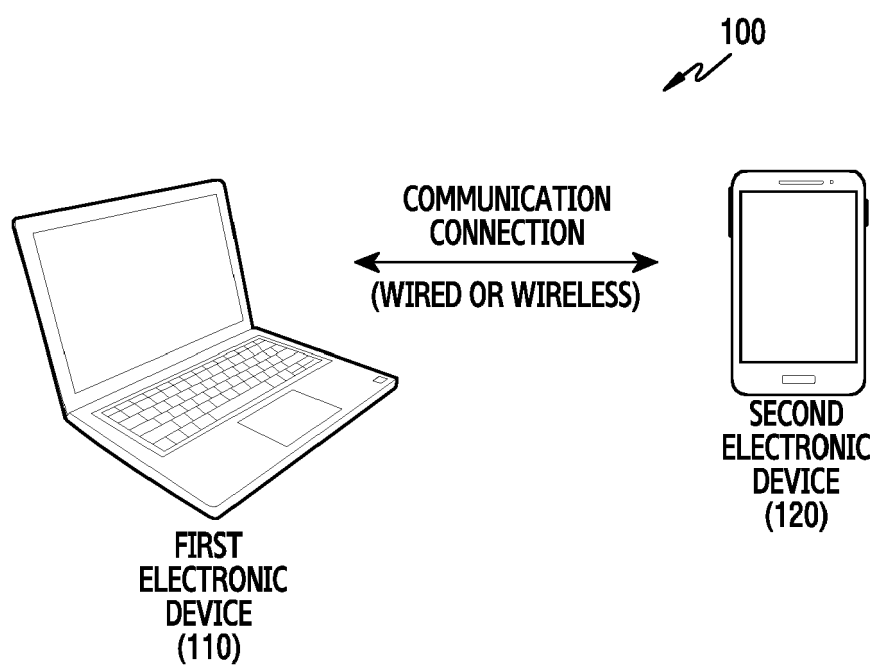 100
COMMUNICATION
CONNECTION
(WIRED OR WIRELESS)
SECOND
ELECTRONIC
DEVICE
(120)
FIRST
ELECTRONIC
DEVICE
(110)